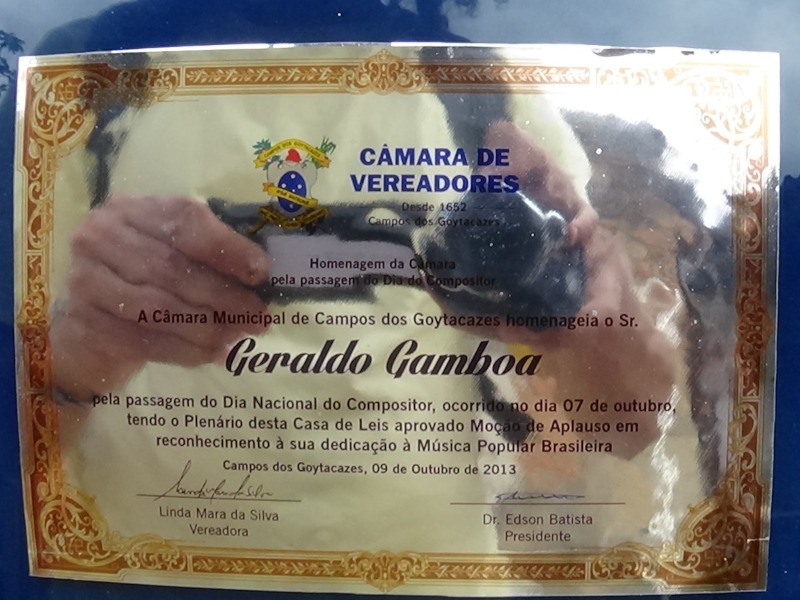 CÂMARA DE
VEREADORES
Desde 1652
Campos dos Goytacazes
Homenagem da Câmara
pela passagem do Dia do Compositor
A Câmara Municipal de Campos dos Goytacazes homenageia o Sr.
Geraldo Gamboa
pela passagem do Dia Nacional do Compositor, ocorrido no dia 07 de outubro,
tendo o Plenário desta Casa de Leis aprovado Moção de Aplauso em
reconhecimento à sua dedicação à Música Popular Brasileira
Campos dos Goytacazes, 09 de Outubro de 2013
Linda Mara da Silva
Vereadora
Dr. Edson Batista
Presidente